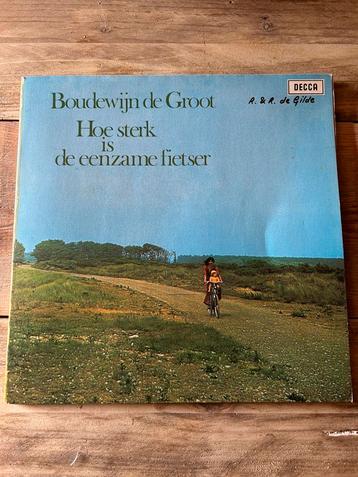 DECCA
A. & A. de Gilde
Boudewijn de Groot
Hoe sterk
is
de eenzame fietser